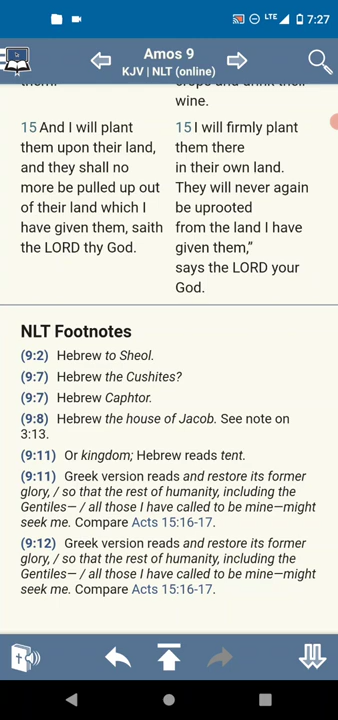 LTE 7:27
Amos 9
KJV | NLT (online)
wine.
15 And I will plant
them upon their land,
and they shall no
more be pulled up out
of their land which I
have given them, saith
the LORD thy God.
15 I will firmly plant
them there
in their own land.
They will never again
be uprooted
from the land I have
given them,”
says the LORD your
God.
NLT Footnotes
(9:2) Hebrew to Sheol.
(9:7) Hebrew the Cushites?
(9:7) Hebrew Caphtor.
(9:8) Hebrew the house of Jacob. See note on
3:13.
(9:11) Or kingdom; Hebrew reads tent.
(9:11) Greek version reads and restore its former
glory, / so that the rest of humanity, including the
Gentiles— / all those I have called to be mine—might
seek me. Compare Acts 15:16-17.
(9:12) Greek version reads and restore its former
glory, / so that the rest of humanity, including the
Gentiles— / all those I have called to be mine—might
seek me. Compare Acts 15:16-17.